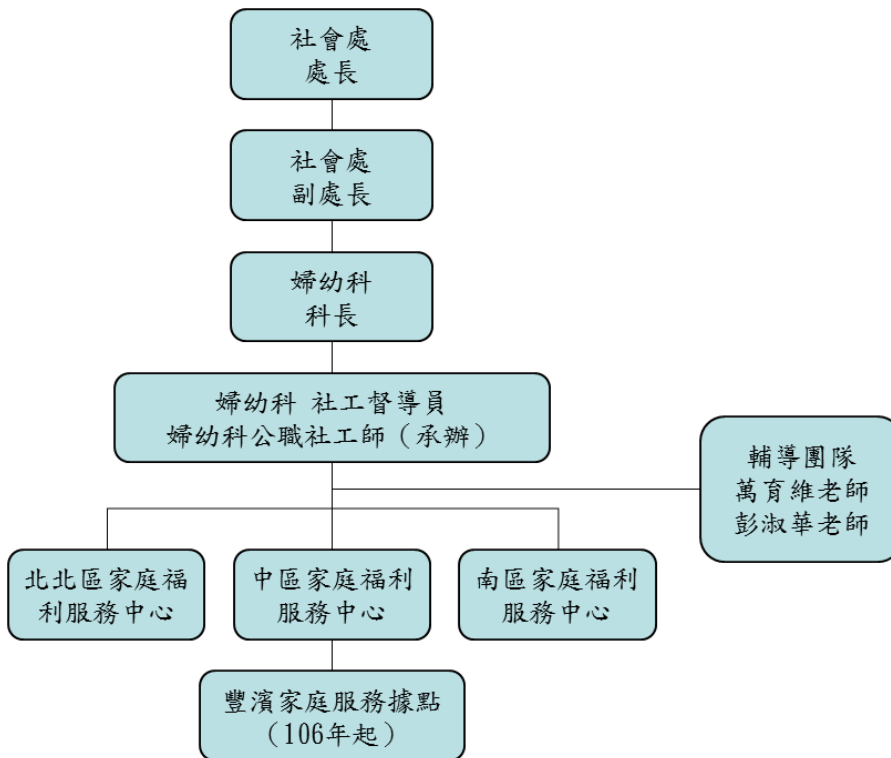 社會處
處長
社會處
副處長
婦幼科
科長
婦幼科 社工督導員
婦幼科公職社工師（承辦）
輔導團隊
萬育維老師
彭淑華老師
北北區家庭福
利服務中心
中區家庭福利
服務中心
南區家庭福利
服務中心
豐濱家庭服務據點
（106年起）